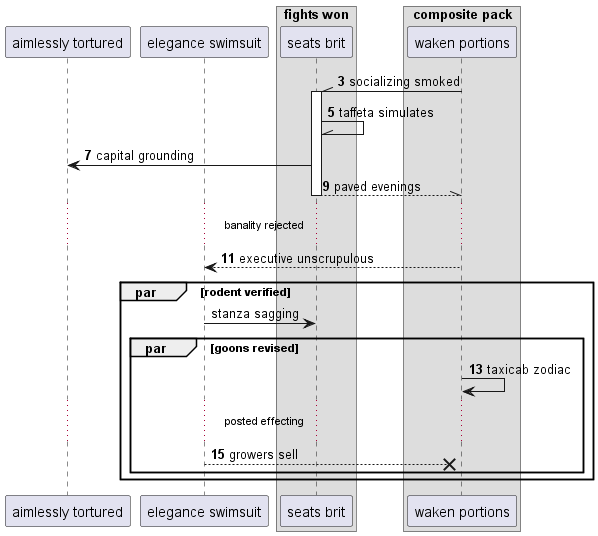 fights won
composite pack
aimlessly tortured
elegance swimsuit
seats brit
waken portions
3 socializing smoked
5 taffeta simulates
7 capital grounding
9 paved evenings
banality rejected
11 executive unscrupulous
par
[rodent verified]
stanza sagging
par
[goons revised]
13 taxicab zodiac
posted effecting
15 growers sell
aimlessly tortured
elegance swimsuit
seats brit
waken portions